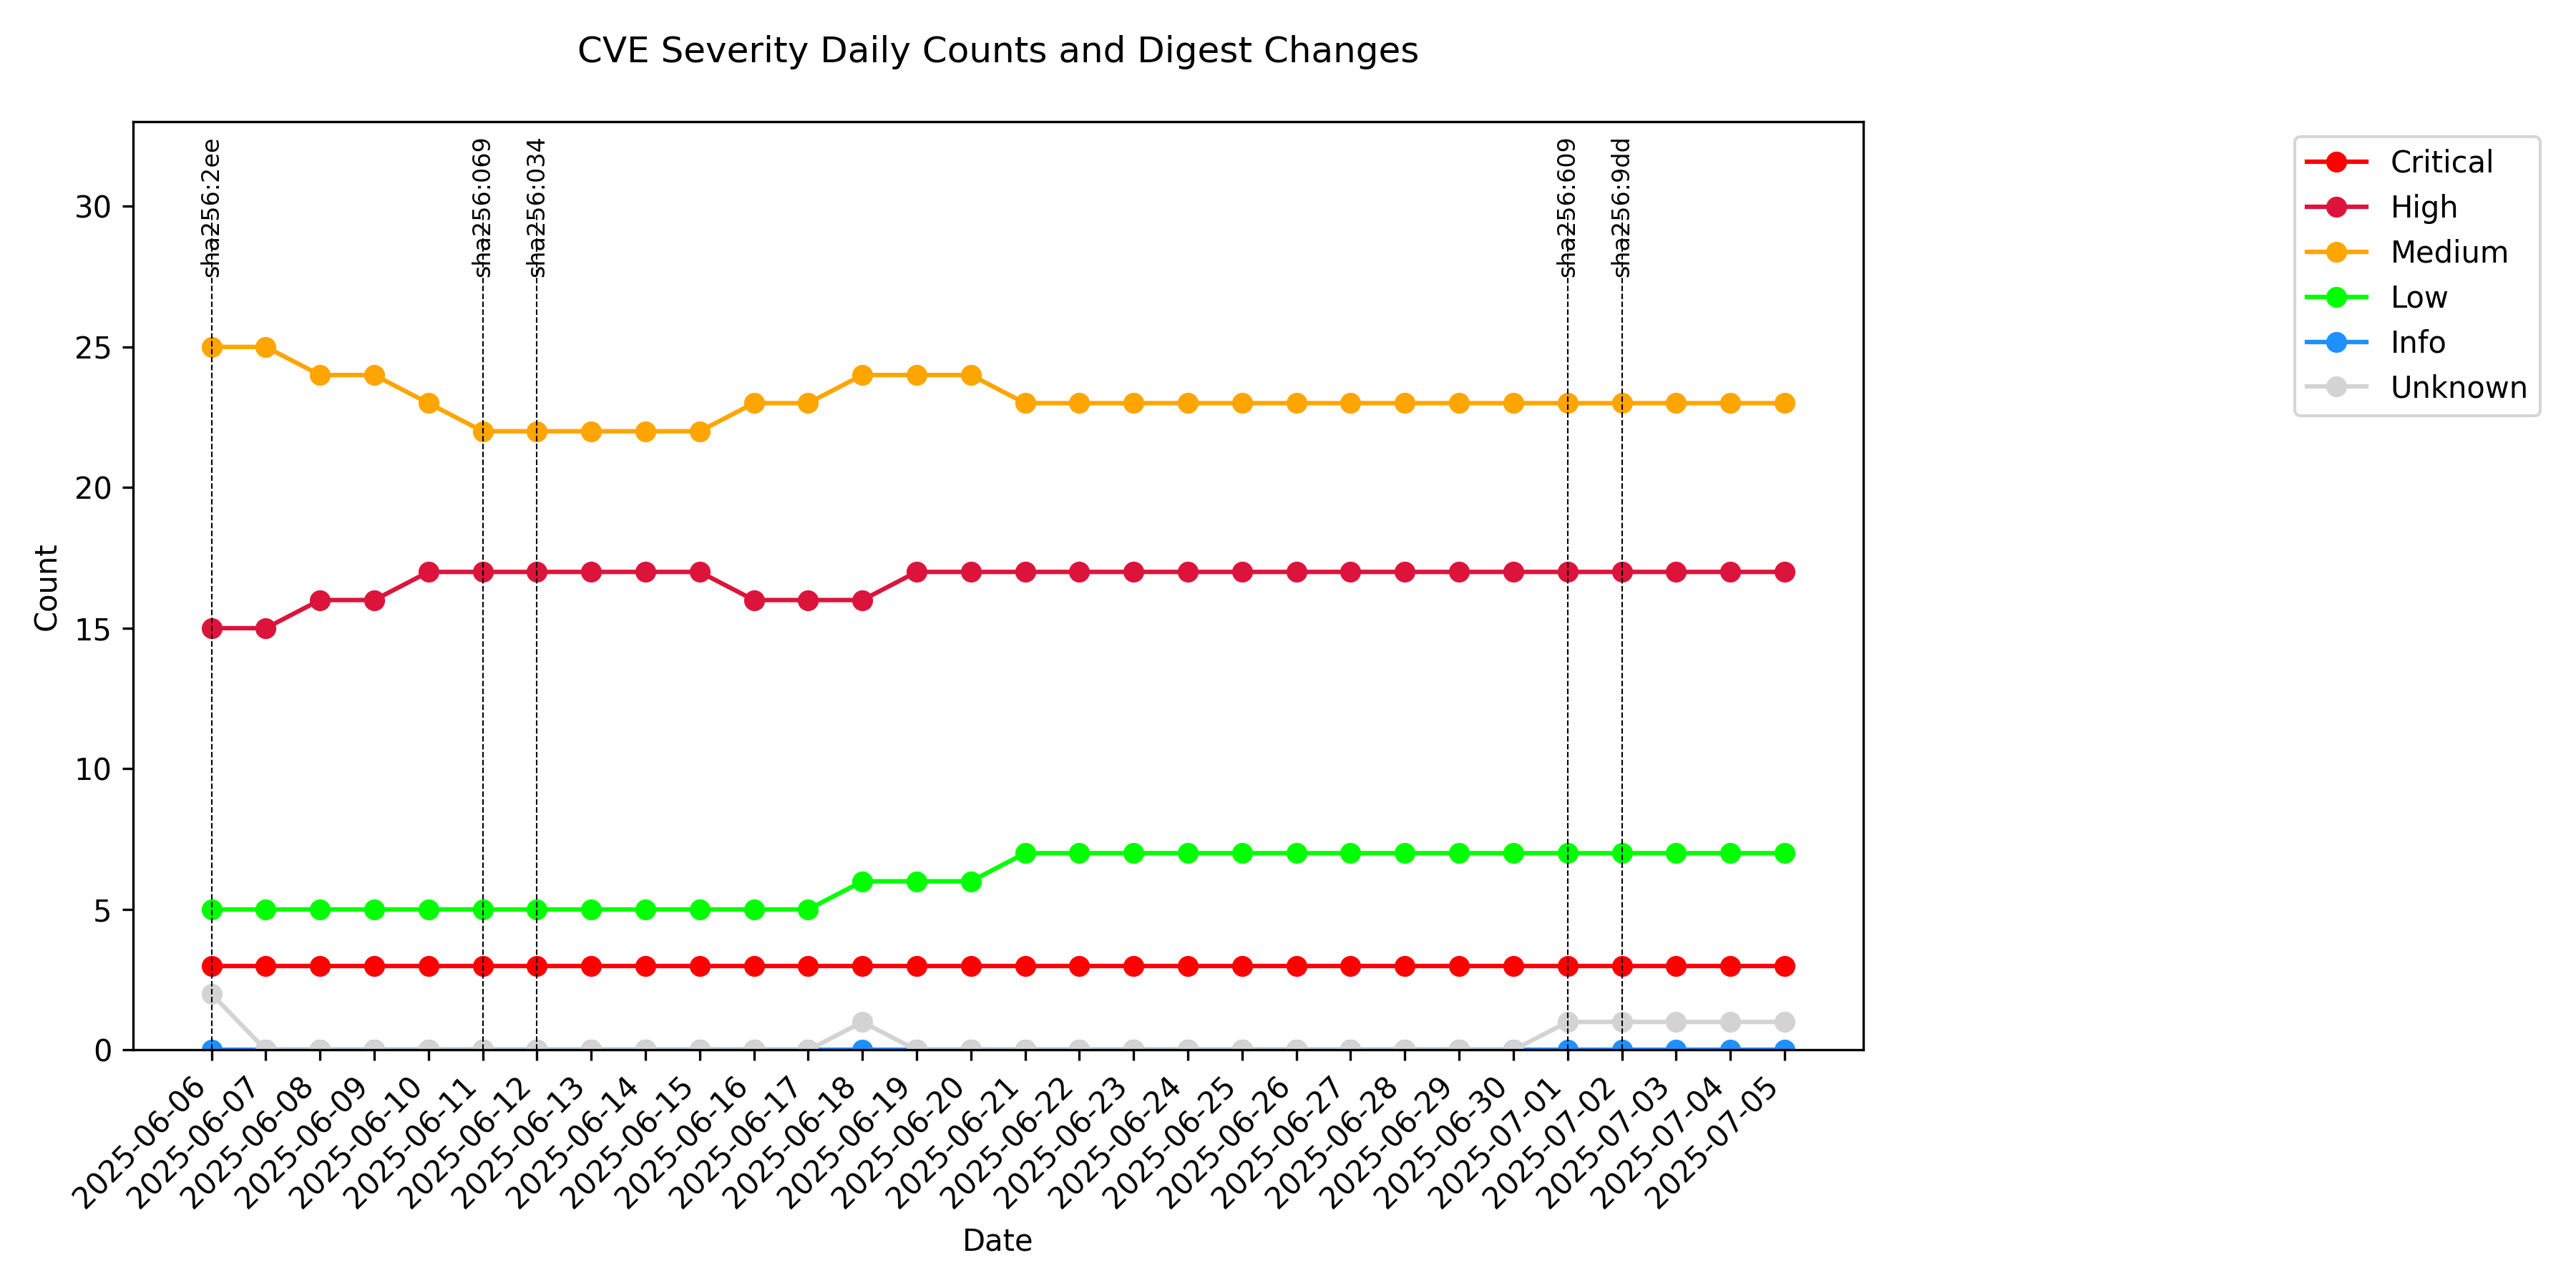 CVE Severity Daily Counts and Digest Changes
sha256:2ee
sha256:069
sha256:034
sha256:609
sha256:9dd
Critical
High
Medium
Low
Info
Unknown
Count
30
25
20
15
10
5
0
2025-06-06
2025-06-07
2025-06-08
2025-06-09
2025-06-10
2025-06-11
2025-06-12
2025-06-13
2025-06-14
2025-06-15
2025-06-16
2025-06-17
2025-06-18
2025-06-19
2025-06-20
2025-06-21
2025-06-22
2025-06-23
2025-06-24
2025-06-25
2025-06-26
2025-06-27
2025-06-28
2025-06-29
2025-06-30
2025-07-01
2025-07-02
2025-07-03
2025-07-04
2025-07-05
Date